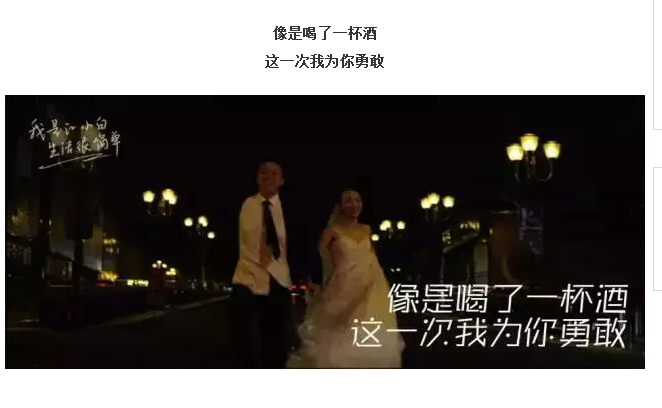 像是喝了一杯酒
这一次我为你勇敢
我是江小白
生活很简单
像是喝了一杯酒
这一次我为你勇敢